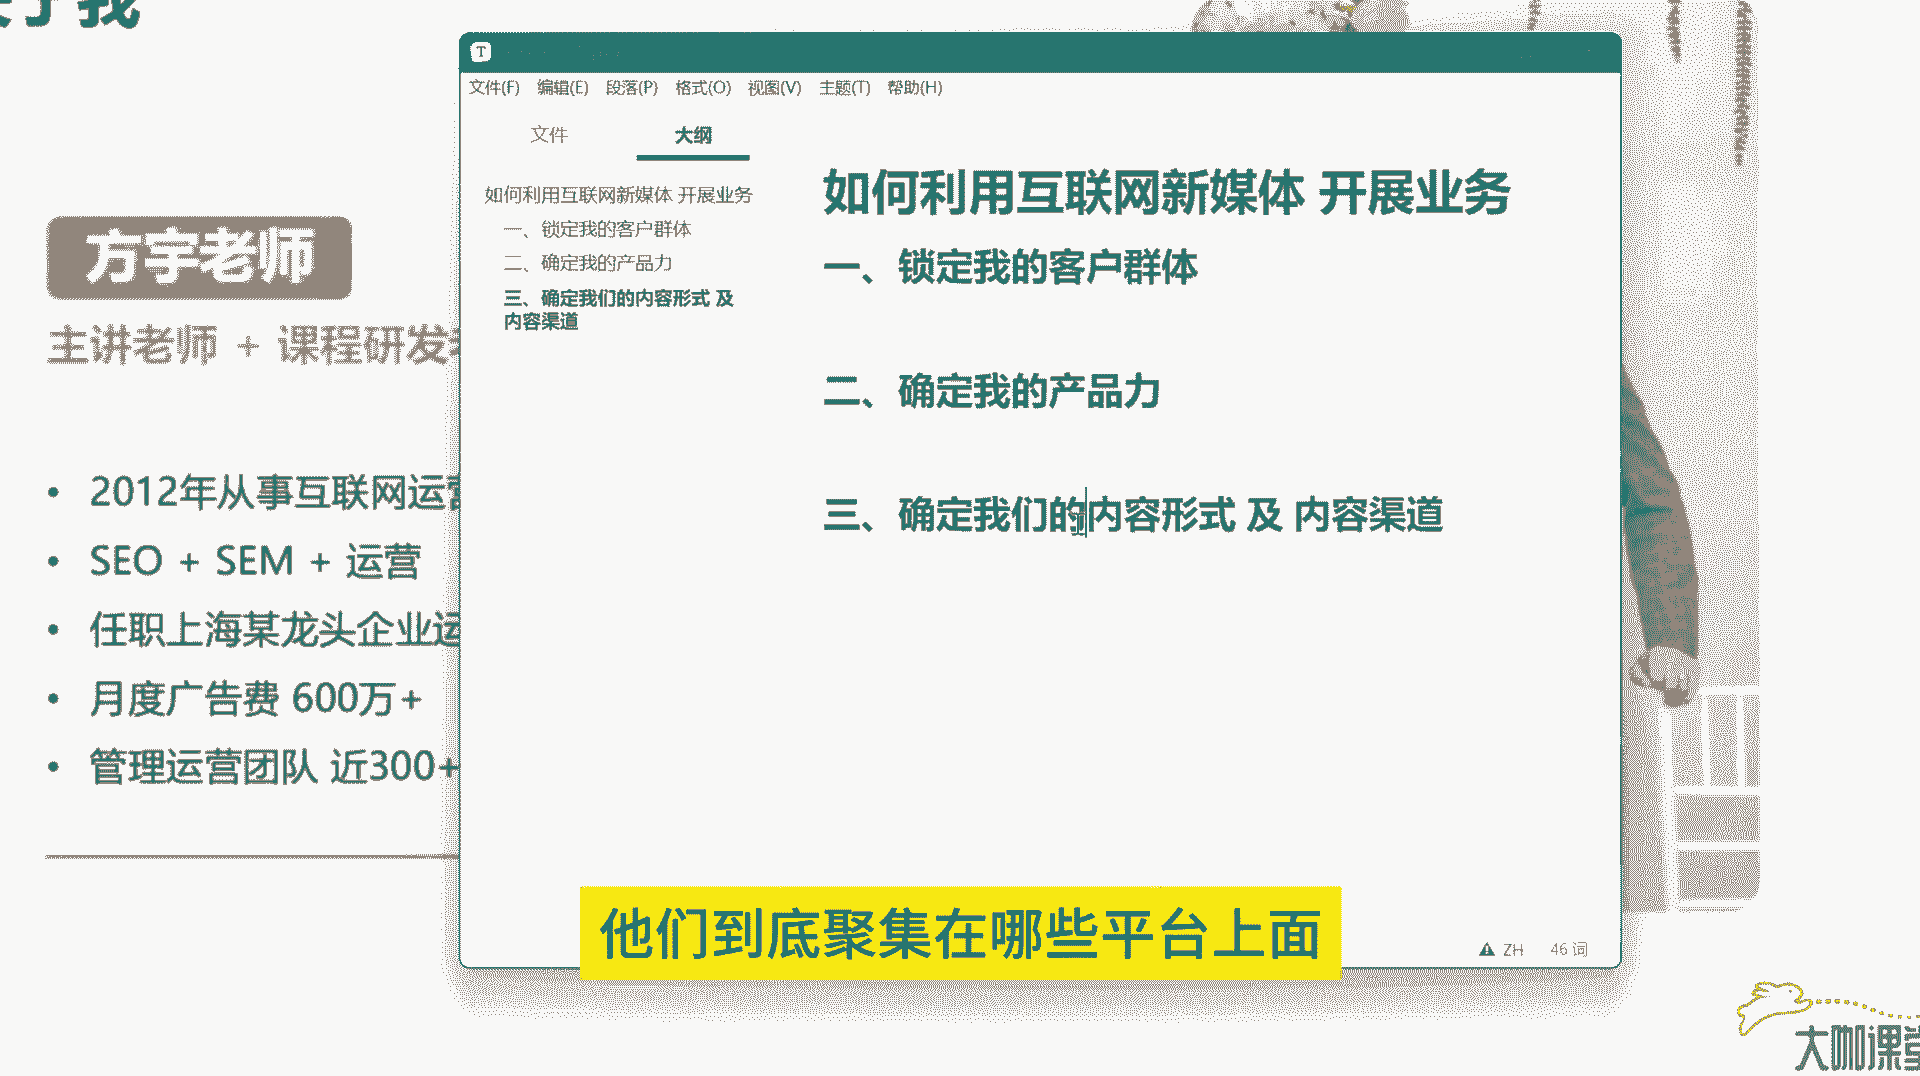 于我
方宇老师
主讲老师 + 课程研发
• 2012年从事互联网运营
• SEO + SEM + 运营
• 任职上海某龙头企业运
• 月度广告费 600万+
• 管理运营团队 近300+
T
文件(F) 编辑(E) 段落(P) 格式(O) 视图(V) 主题(T) 帮助(H)
文件 大纲
如何利用互联网新媒体 开展业务
一、锁定我的客户群体
二、确定我的产品力
三、确定我们的内容形式 及
内容渠道
如何利用互联网新媒体 开展业务
一、锁定我的客户群体
二、确定我的产品力
三、确定我们的内容形式 及 内容渠道
ZH 46 词
他们到底聚集在哪些平台上面
大咖课堂